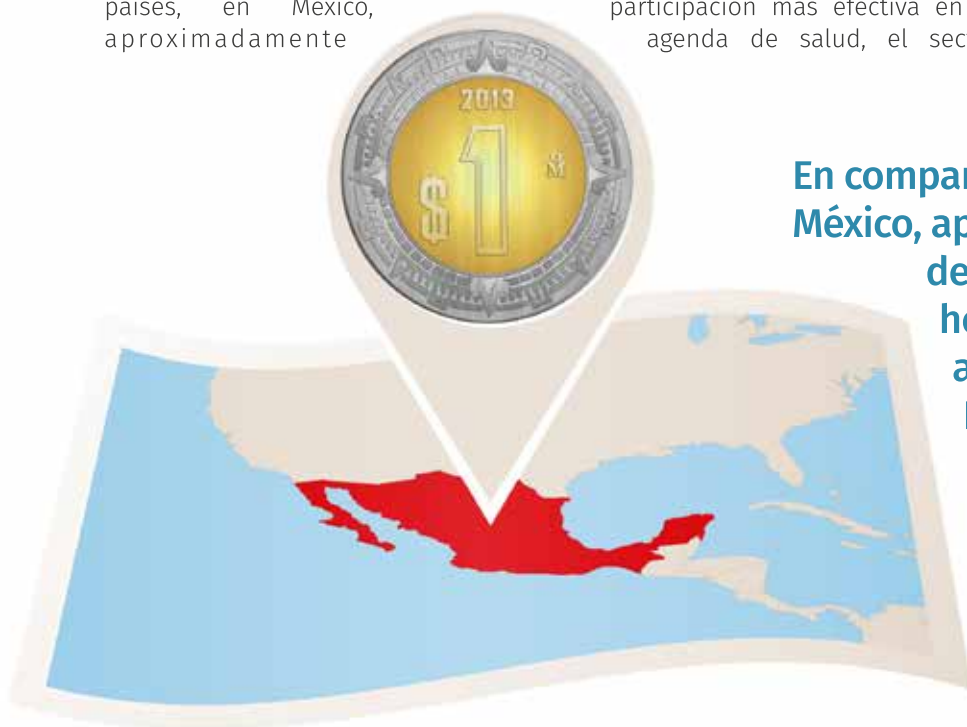 países, en México,
aproximadamente
participación más efectiva en
agenda de salud, el sec
2013
$ 1
M
En compar
México, ap
de
he
a